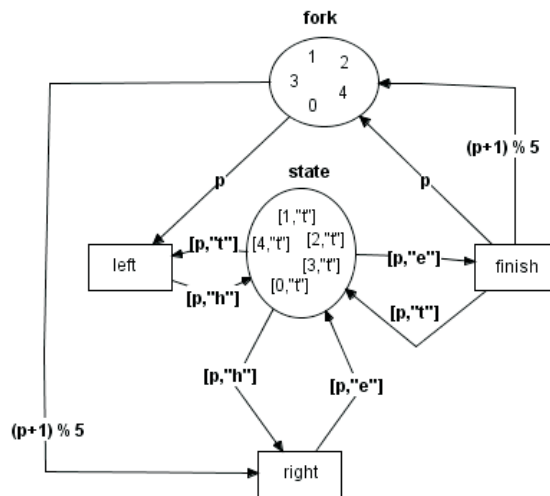 fork
1 2
3 4
0
(p+1) % 5
p
p
state
[1,"t"]
[4,"t"] [2,"t"]
[3,"t"]
[0,"t"]
[p,"t"]
[p,"e"]
left
finish
[p,"h"]
[p,"t"]
[p,"h"]
[p,"e"]
(p+1) % 5
right